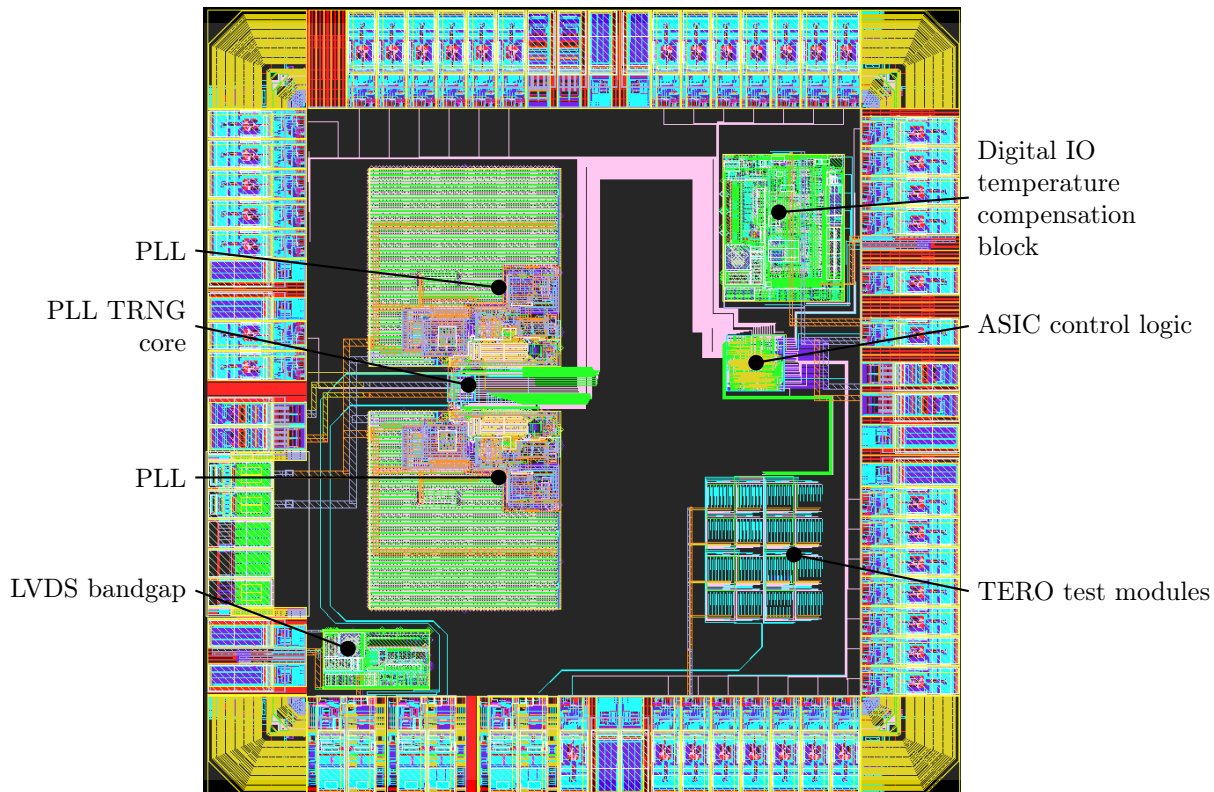 PLL
PLL TRNG
core
PLL
LVDS bandgap
Digital IO
temperature
compensation
block
ASIC control logic
TERO test modules